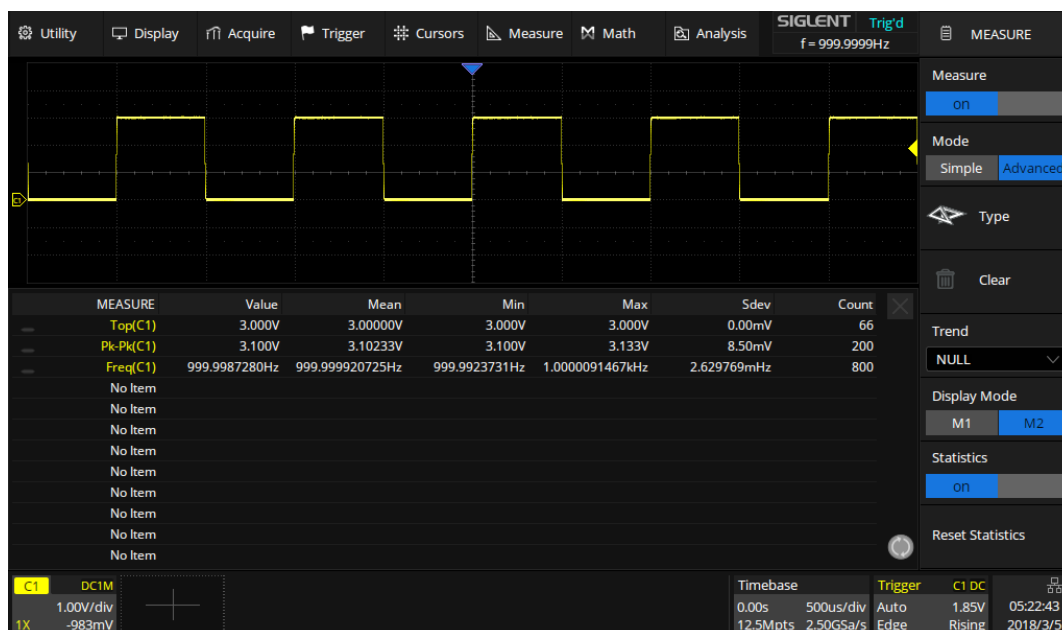 Utility Display Acquire Trigger Cursors Measure Math Analysis SIGLENT Trig'd
f = 999.9999Hz
MEASURE
Measure
on
Mode
Simple Advanced
Type
Clear
Trend
NULL
Display Mode
M1 M2
Statistics
on
Reset Statistics
C1
MEASURE Value Mean Min Max Sdev Count
Top(C1) 3.000V 3.00000V 3.000V 3.000V 0.00mV 66
Pk-Pk(C1) 3.100V 3.10233V 3.100V 3.133V 8.50mV 200
Freq(C1) 999.9987280Hz 999.999920725Hz 999.9923731Hz 1.0000091467kHz 2.629769mHz 800
No Item
No Item
No Item
No Item
No Item
No Item
No Item
No Item
No Item
C1 DC1M
1.00V/div
1X -983mV
Timebase
0.00s 500us/div
12.5Mpts 2.50GSa/s
Trigger C1 DC
Auto 1.85V
Edge Rising
05:22:43
2018/3/5